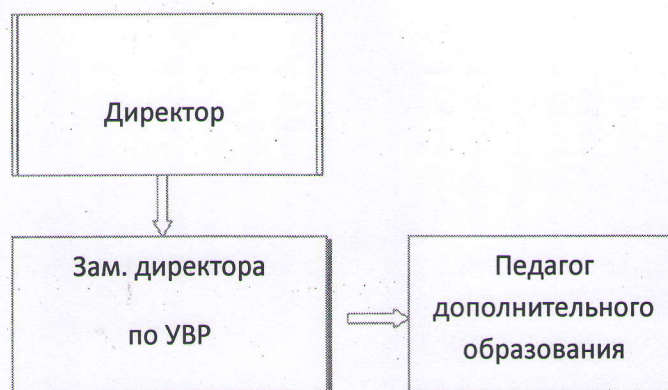 Директор
Зам. директора
по УВР
Педагог
дополнительного
образования